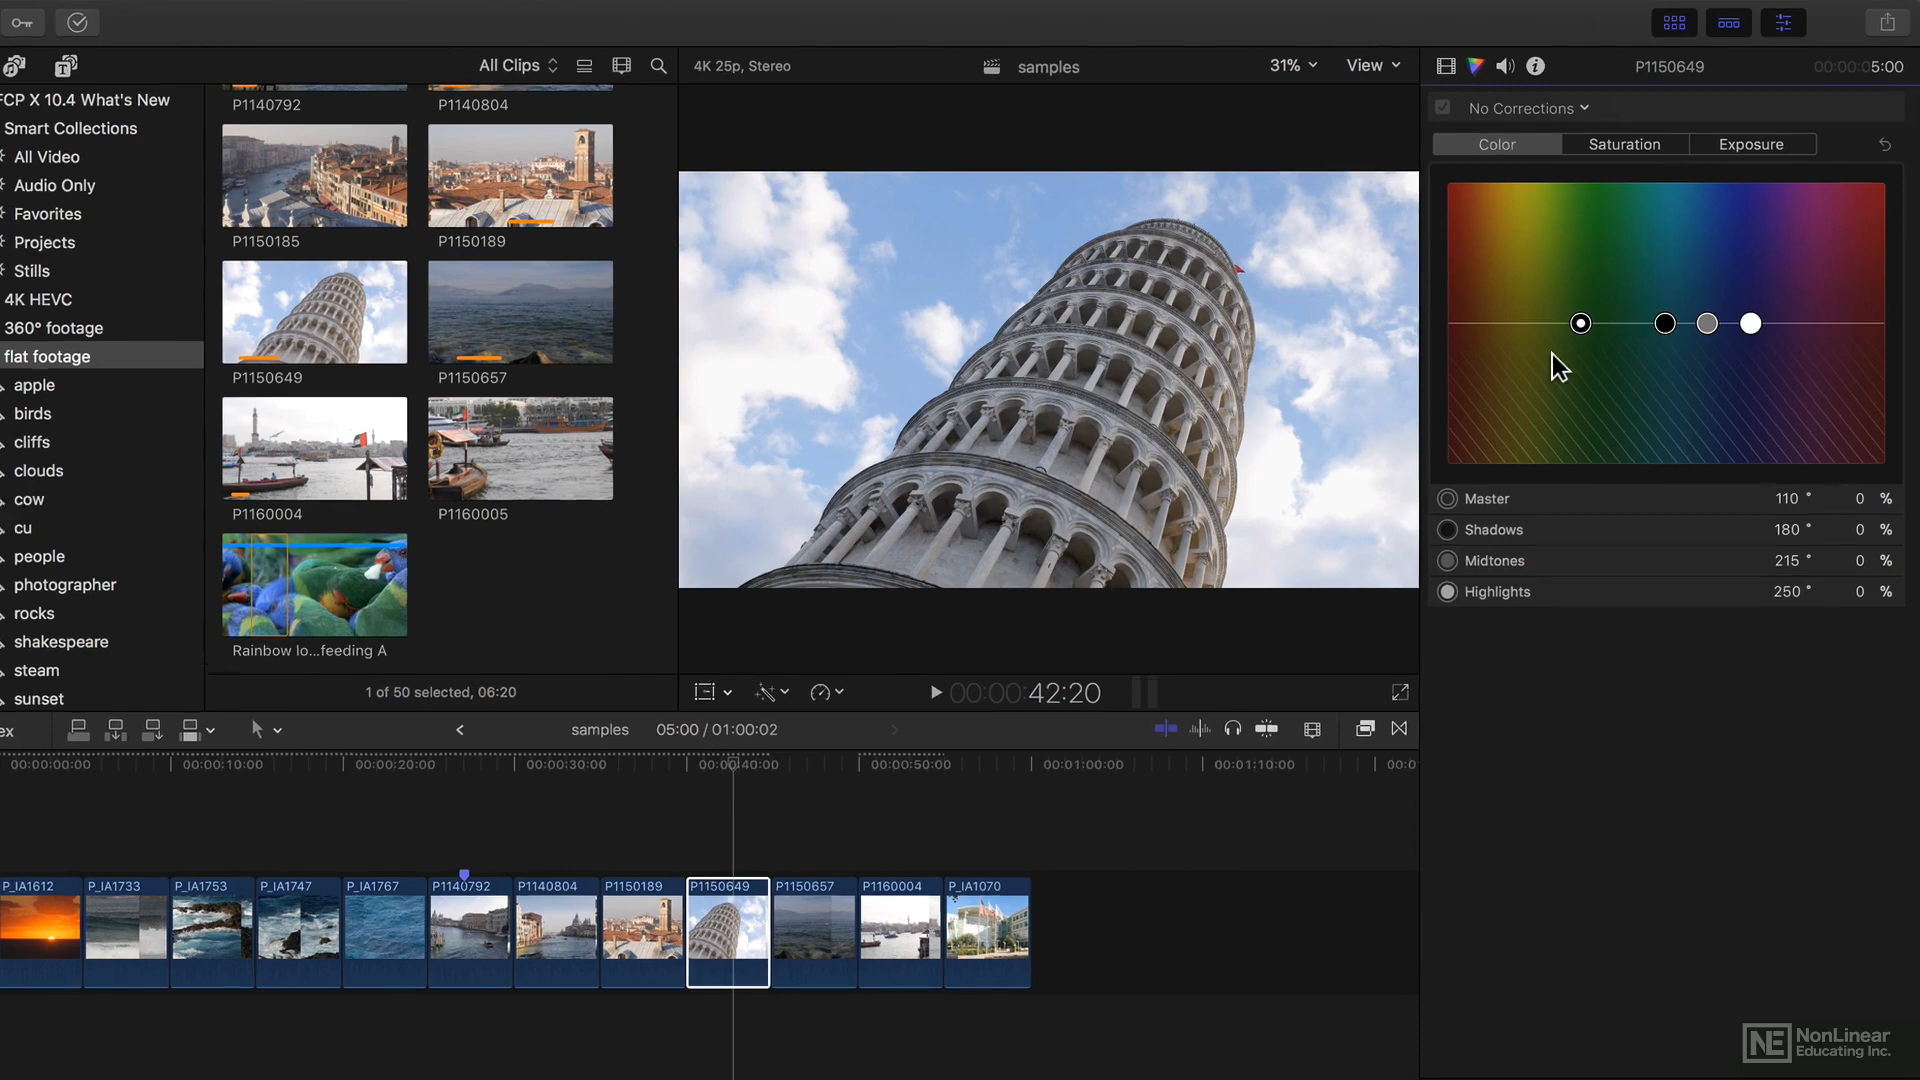 All Clips
4K 25p, Stereo
samples
31%
View
P1150649
00:00:05:00
FCP X 10.4 What's New
Smart Collections
All Video
Audio Only
Favorites
Projects
Stills
4K HEVC
360° footage
flat footage
apple
birds
cliffs
clouds
cow
cu
people
photographer
rocks
shakespeare
steam
sunset
P1140792
P1140804
P1150185
P1150189
P1150649
P1150657
P1160004
P1160005
Rainbow lo...feeding A
1 of 50 selected, 06:20
00:00:42:20
No Corrections
Color
Saturation
Exposure
Master 110 ° 0 %
Shadows 180 ° 0 %
Midtones 215 ° 0 %
Highlights 250 ° 0 %
ex
samples
05:00 / 01:00:02
00:00:00:00
00:00:10:00
00:00:20:00
00:00:30:00
00:00:40:00
00:00:50:00
00:01:00:00
00:01:10:00
00:0
P_IA1612
P_IA1733
P_IA1753
P_IA1747
P_IA1767
P1140792
P1140804
P1150189
P1150649
P1150657
P1160004
P_IA1070
NE NonLinear
Educating Inc.